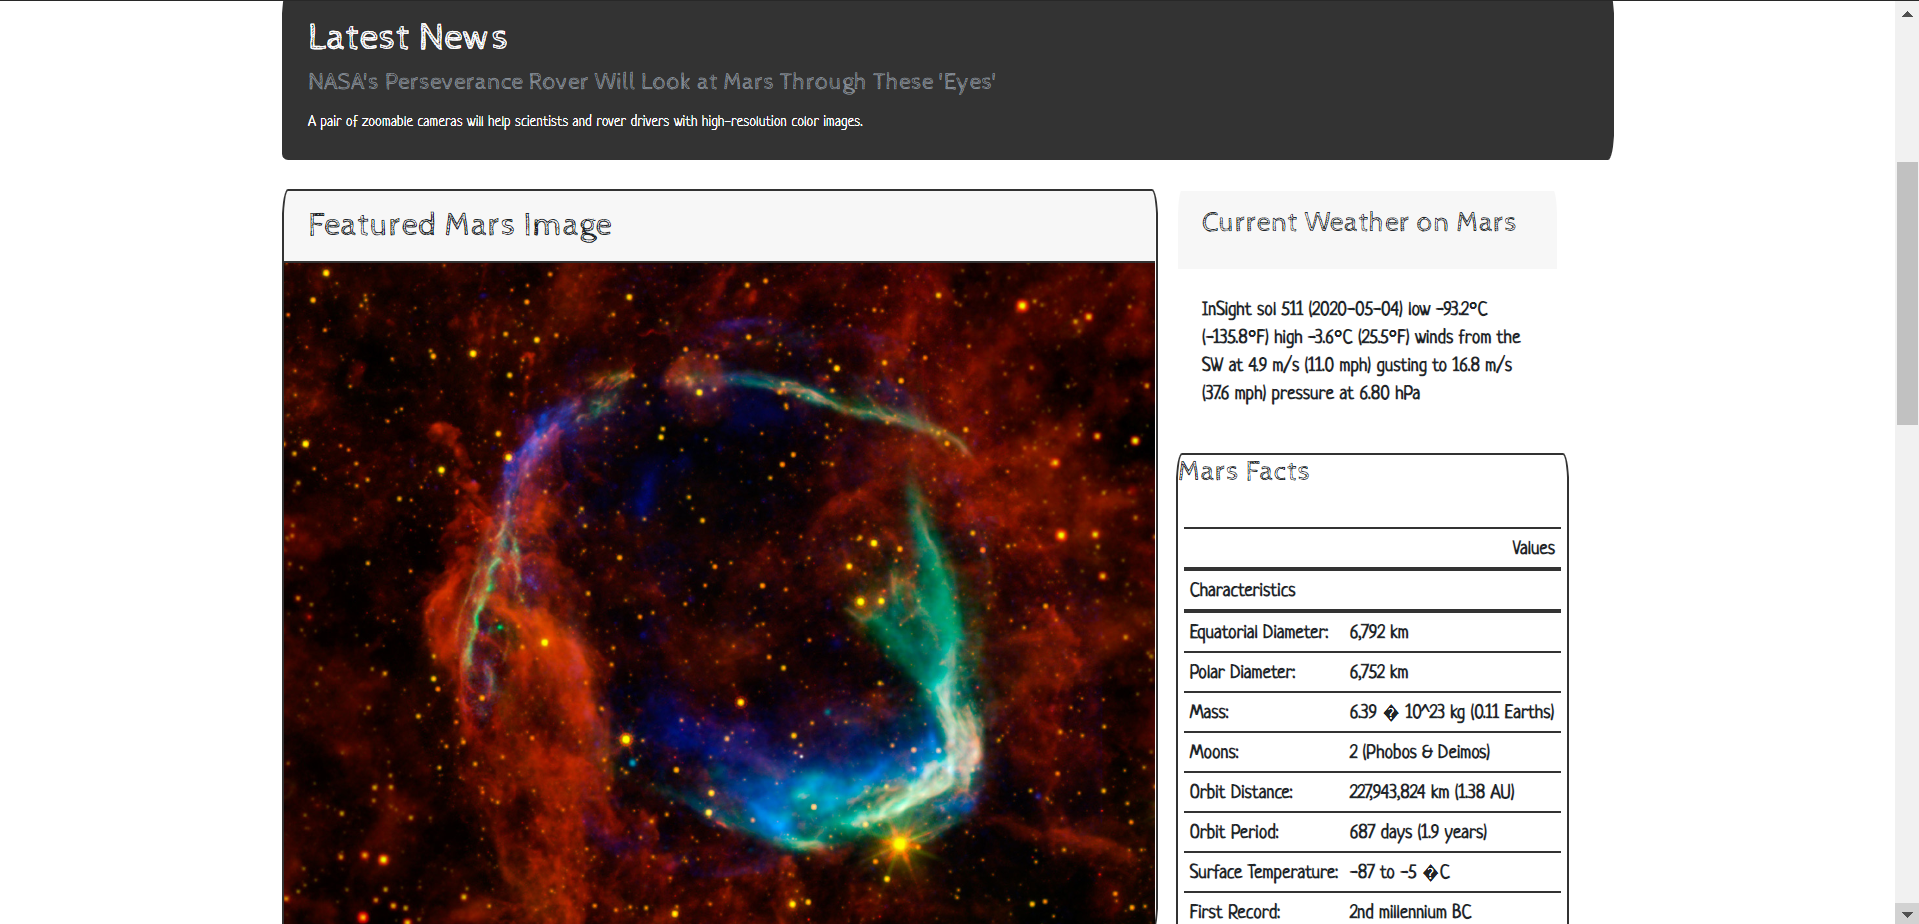 Latest News
NASA's Perseverance Rover Will Look at Mars Through These 'Eyes'
A pair of zoomable cameras will help scientists and rover drivers with high-resolution color images.
Featured Mars Image
Current Weather on Mars
InSight sol 511 (2020-05-04) low -93.2ºC
(-135.8ºF) high -3.6ºC (25.5ºF) winds from the
SW at 4.9 m/s (11.0 mph) gusting to 16.8 m/s
(37.6 mph) pressure at 6.80 hPa
Mars Facts
Values
Characteristics
Equatorial Diameter: 6,792 km
Polar Diameter: 6,752 km
Mass: 6.39 � 10^23 kg (0.11 Earths)
Moons: 2 (Phobos & Deimos)
Orbit Distance: 227,943,824 km (1.38 AU)
Orbit Period: 687 days (1.9 years)
Surface Temperature: -87 to -5 �C
First Record: 2nd millennium BC